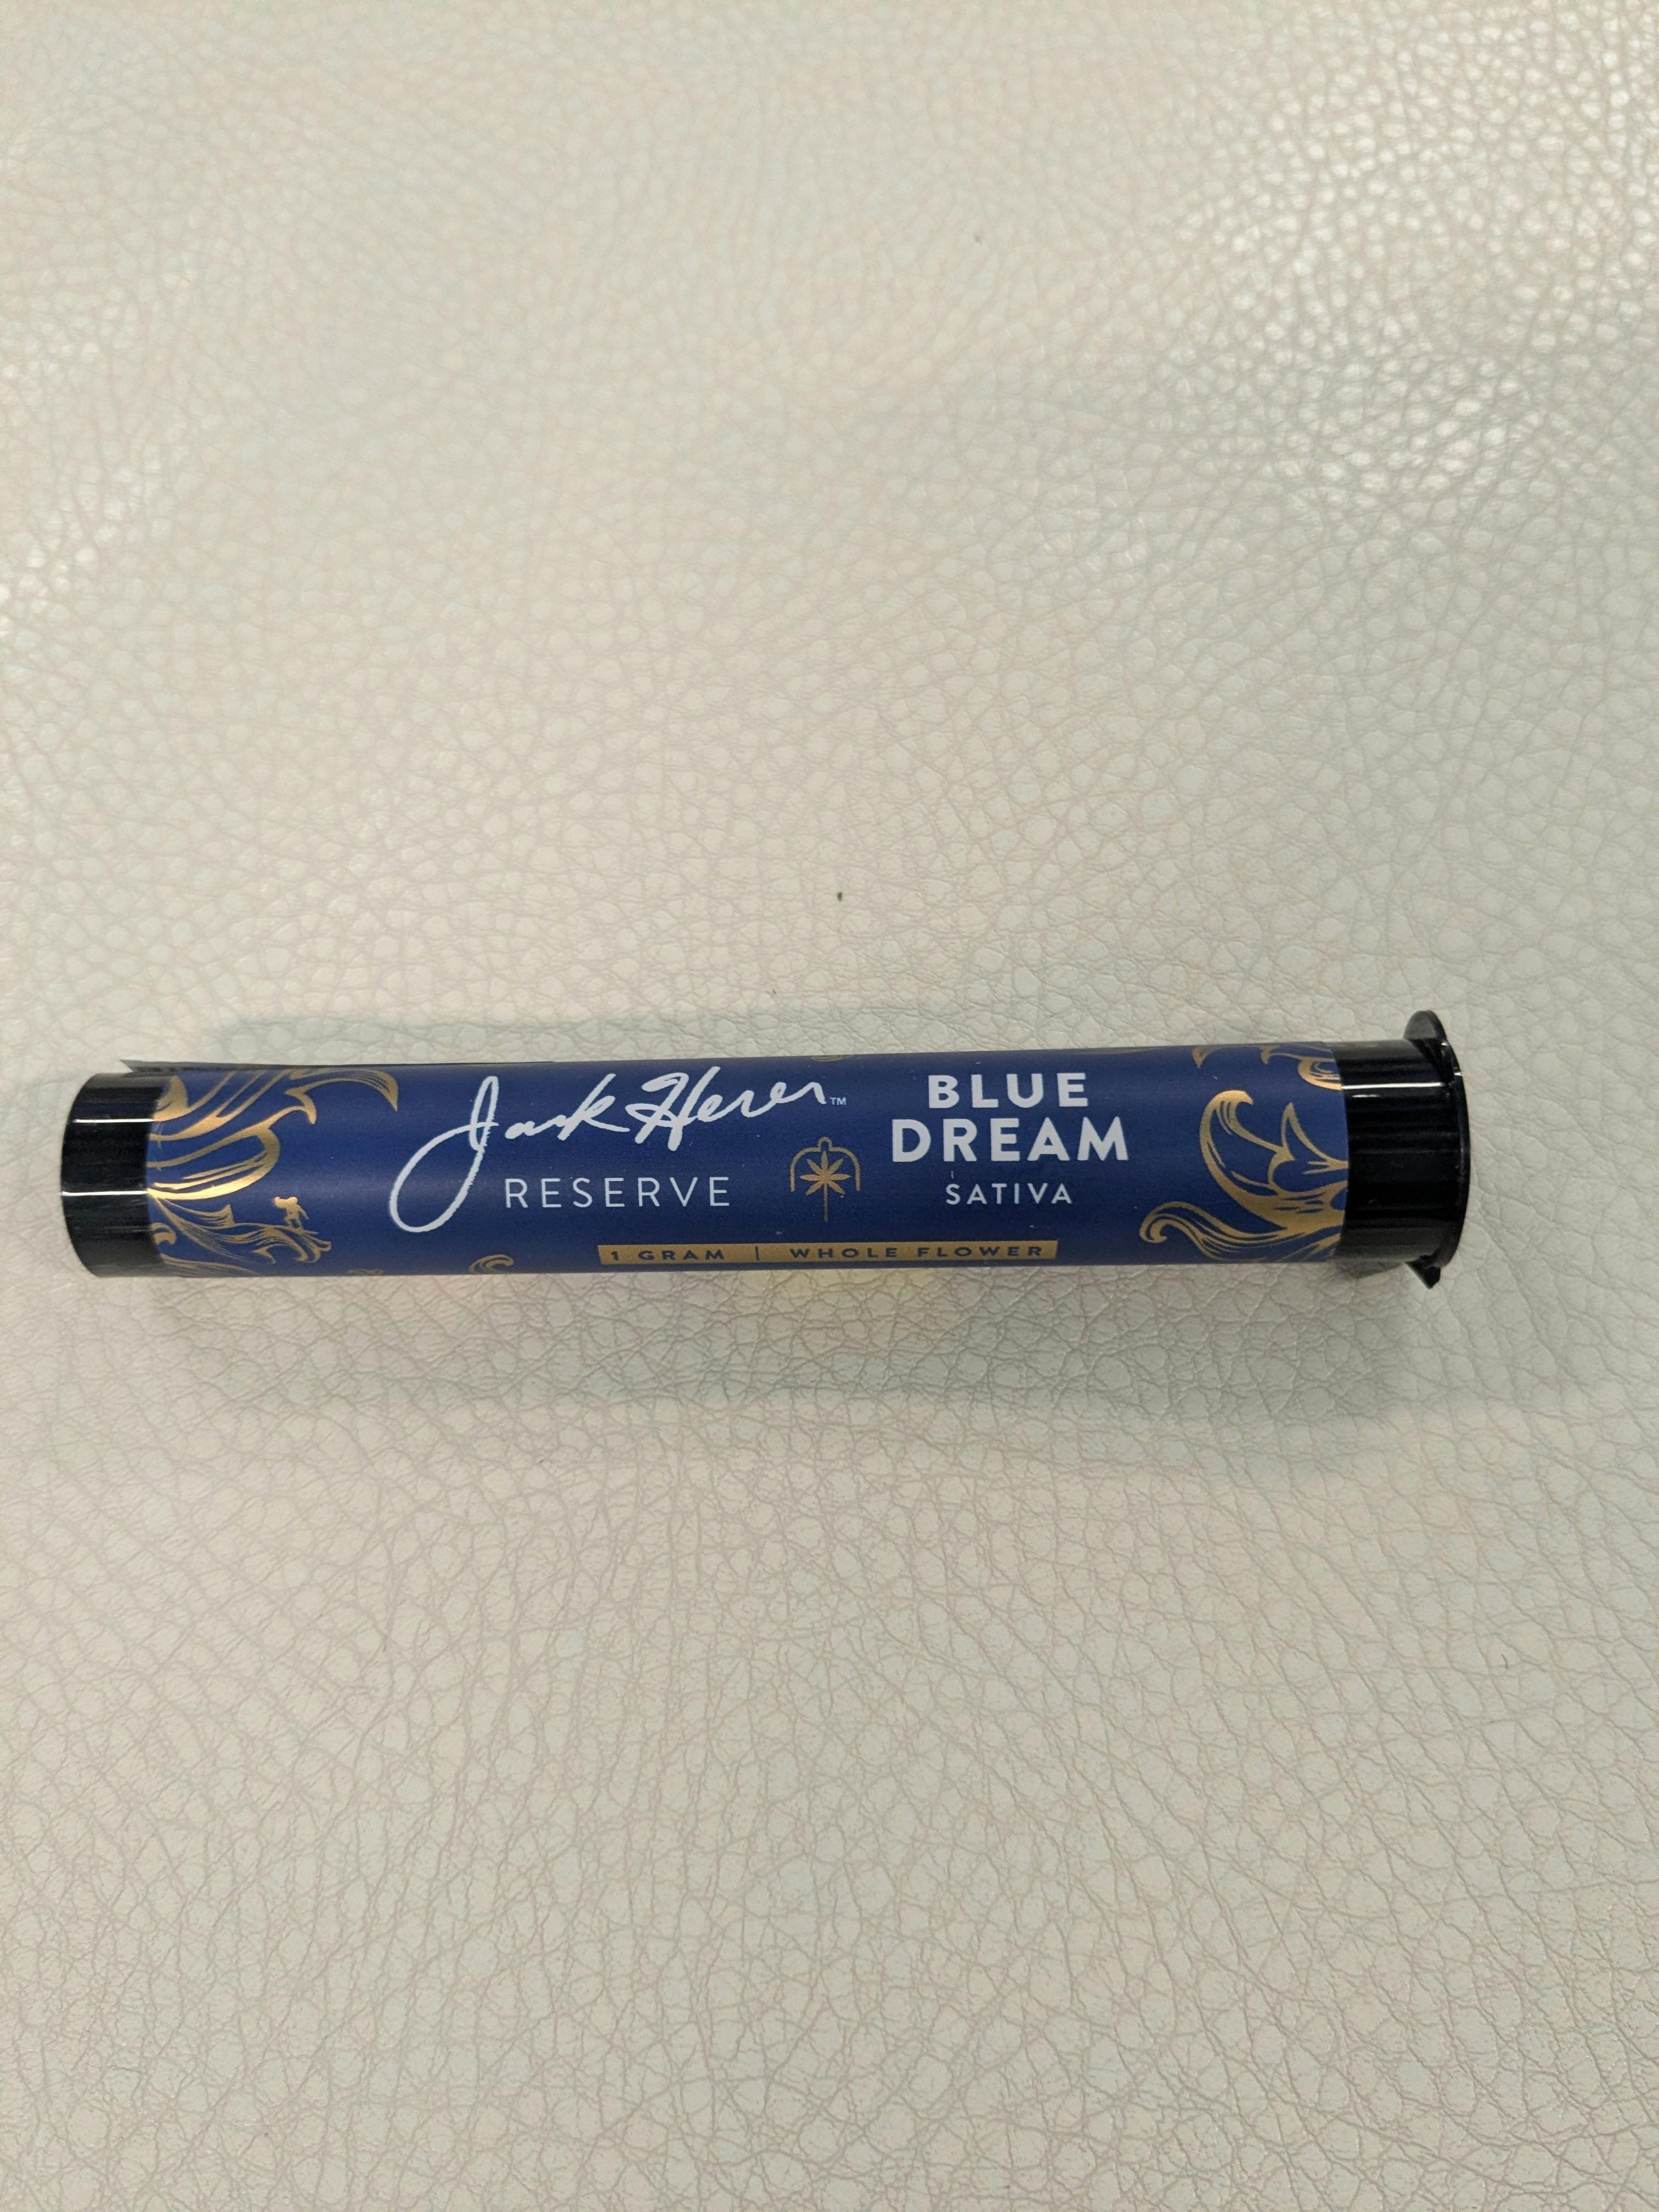 Jack Herer™
RESERVE
BLUE
DREAM
SATIVA
1 GRAM | WHOLE FLOWER